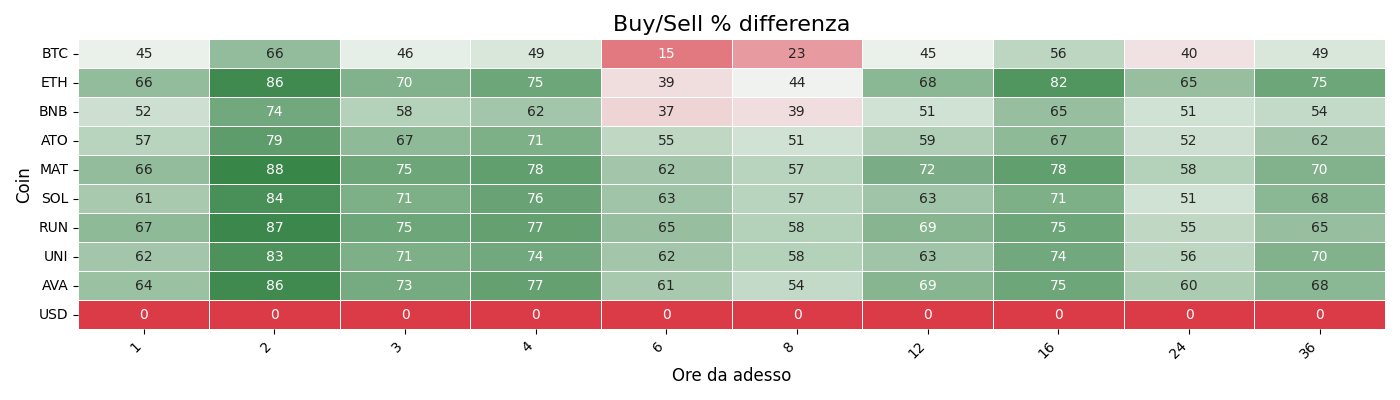 Buy/Sell % differenza
Coin
BTC 45 66 46 49 15 23 45 56 40 49
ETH 66 86 70 75 39 44 68 82 65 75
BNB 52 74 58 62 37 39 51 65 51 54
ATO 57 79 67 71 55 51 59 67 52 62
MAT 66 88 75 78 62 57 72 78 58 70
SOL 61 84 71 76 63 57 63 71 51 68
RUN 67 87 75 77 65 58 69 75 55 65
UNI 62 83 71 74 62 58 63 74 56 70
AVA 64 86 73 77 61 54 69 75 60 68
USD 0 0 0 0 0 0 0 0 0 0
1 2 3 4 6 8 12 16 24 36
Ore da adesso